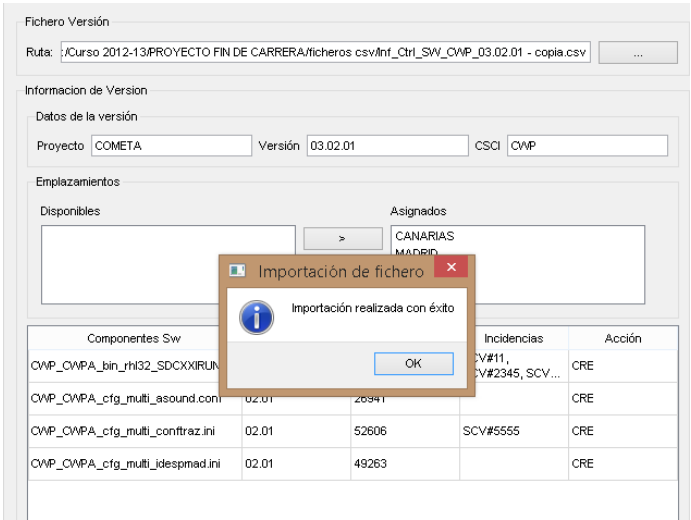 Fichero Versión
Ruta: :/Curso 2012-13/PROYECTO FIN DE CARRERA/ficheros csv/Inf_Ctrl_SW_CWP_03.02.01 - copia.csv ...
Informacion de Version
Datos de la versión
Proyecto COMETA Versión 03.02.01 CSCI CWP
Emplazamientos
Disponibles Asignados
> CANARIAS
MADRID
Importación de fichero
Importación realizada con éxito
OK
Componentes Sw Incidencias Acción
CWP_CWPA_bin_rhl32_SDCXXIRUN CV#11, CRE
CV#2345, SCV...
CWP_CWPA_cfg_multi_asound.conf 02.01 26941 CRE
CWP_CWPA_cfg_multi_conftraz.ini 02.01 52606 SCV#5555 CRE
CWP_CWPA_cfg_multi_idespmad.ini 02.01 49263 CRE